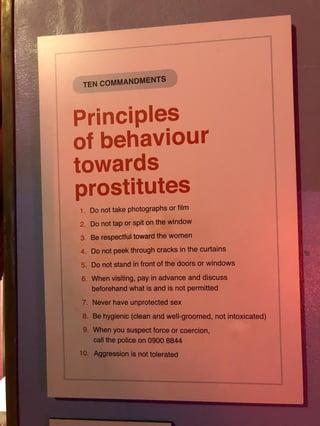 TEN COMMANDMENTS
Principles
of behaviour
towards
prostitutes
1. Do not take photographs or film
2. Do not tap or spit on the window
3. Be respectful toward the women
4. Do not peek through cracks in the curtains
5. Do not stand in front of the doors or windows
6. When visiting, pay in advance and discuss
beforehand what is and is not permitted
7. Never have unprotected sex
8. Be hygienic (clean and well-groomed, not intoxicated)
9. When you suspect force or coercion,
call the police on 0900 8844
10. Aggression is not tolerated